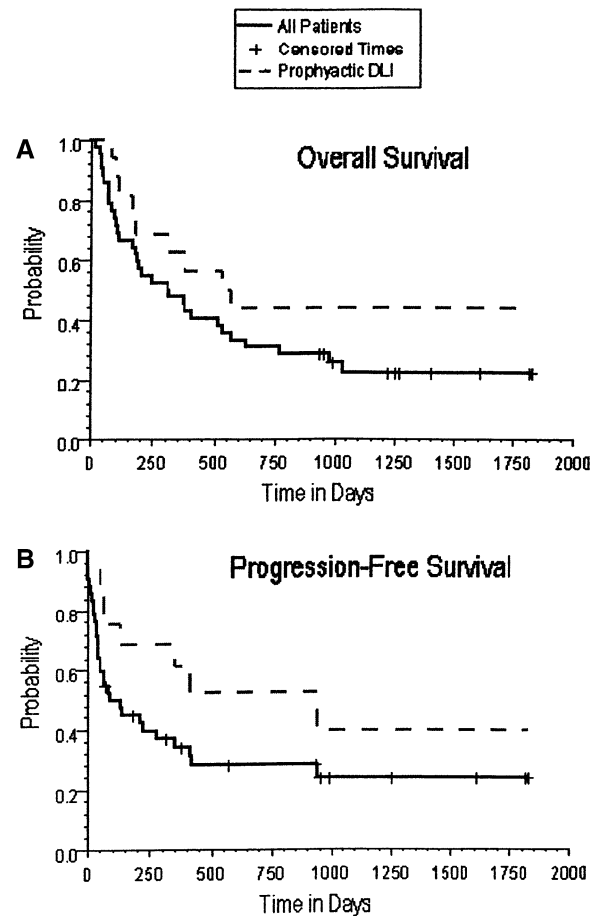 All Patients
Censored Times
Prophyactic DLI
A
Overall Survival
1.0
0.8
0.6
0.4
0.2
0.0
Probability
0 250 500 750 1000 1250 1500 1750 2000
Time in Days
B
Progression-Free Survival
1.0
0.8
0.6
0.4
0.2
0.0
Probability
0 250 500 750 1000 1250 1500 1750 2000
Time in Days